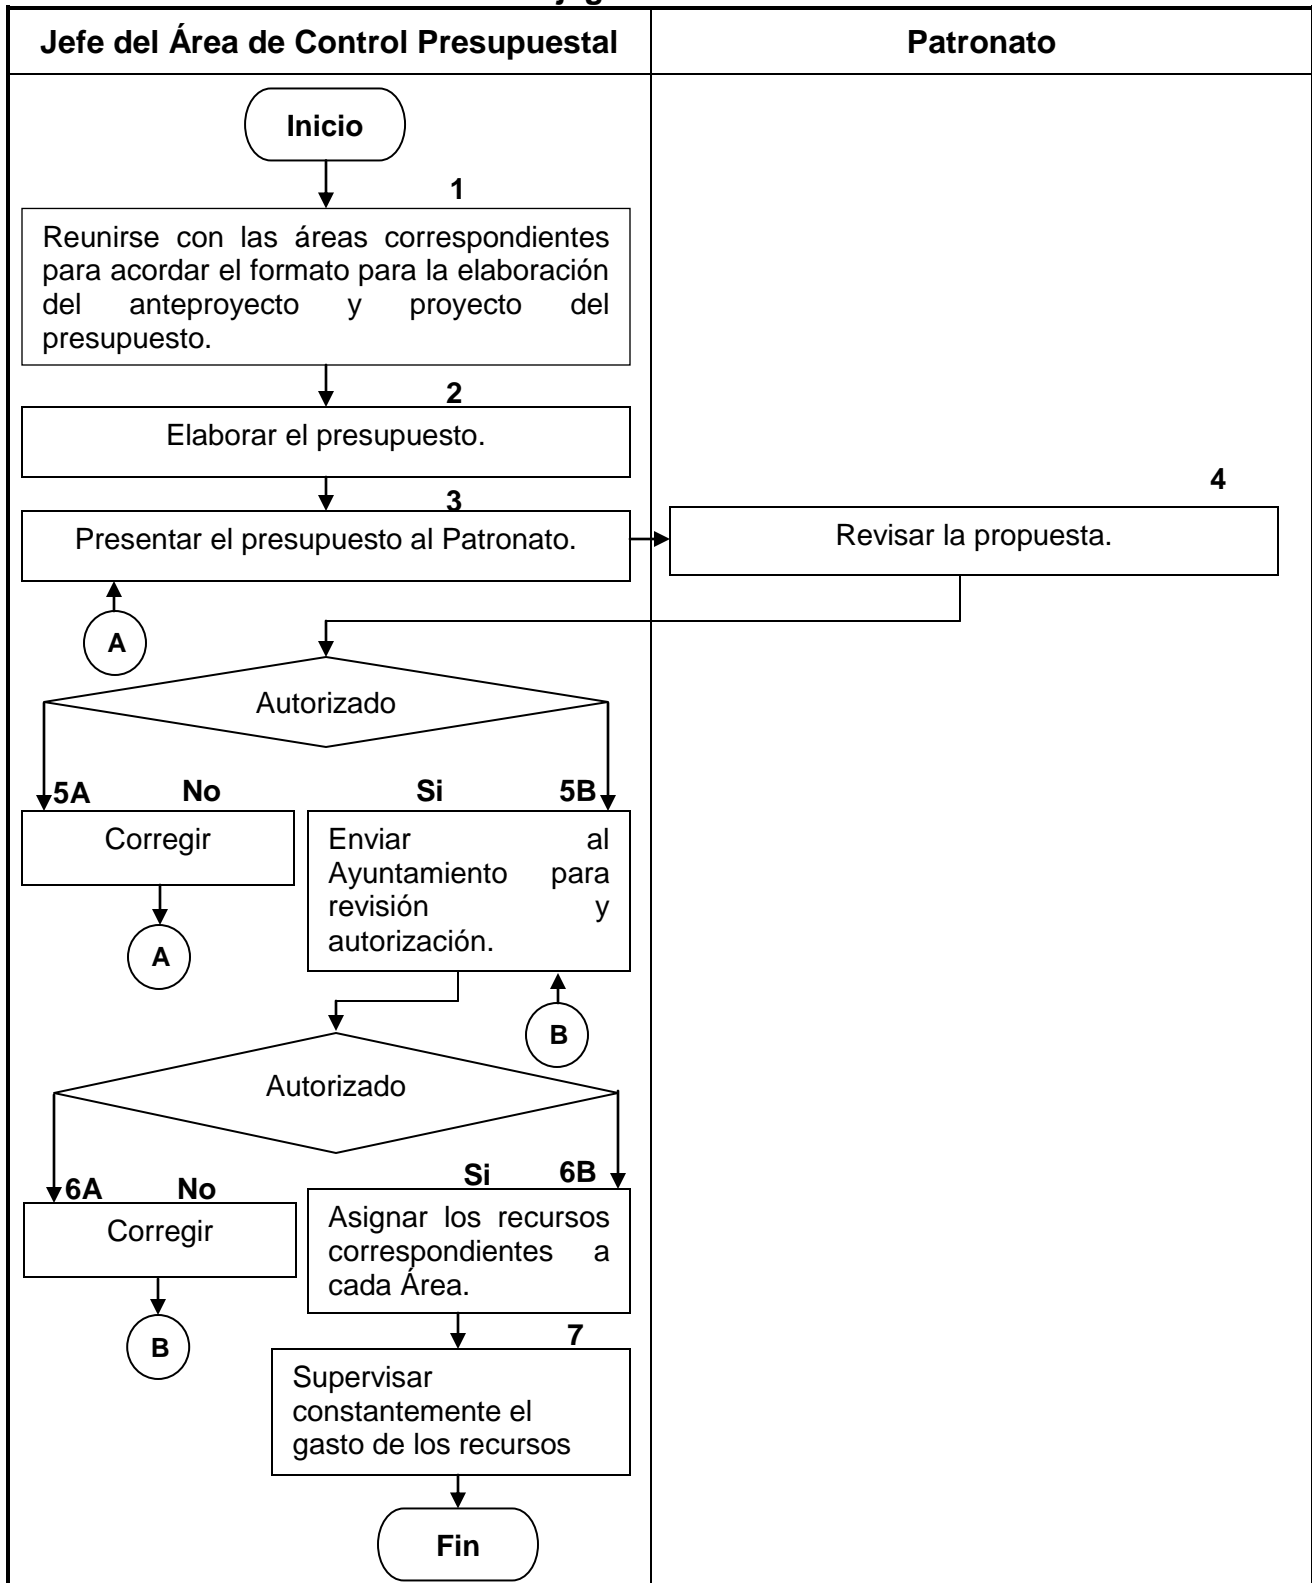 Jefe del Área de Control Presupuestal
Patronato
Inicio
1
Reunirse con las áreas correspondientes
para acordar el formato para la elaboración
del anteproyecto y proyecto del
presupuesto.
2
Elaborar el presupuesto.
3
Presentar el presupuesto al Patronato.
4
Revisar la propuesta.
A
Autorizado
5A No
Si 5B
Corregir
Enviar al
Ayuntamiento para
revisión y
autorización.
A
B
Autorizado
6A No
Si 6B
Corregir
Asignar los recursos
correspondientes a
cada Área.
B
7
Supervisar
constantemente el
gasto de los recursos
Fin